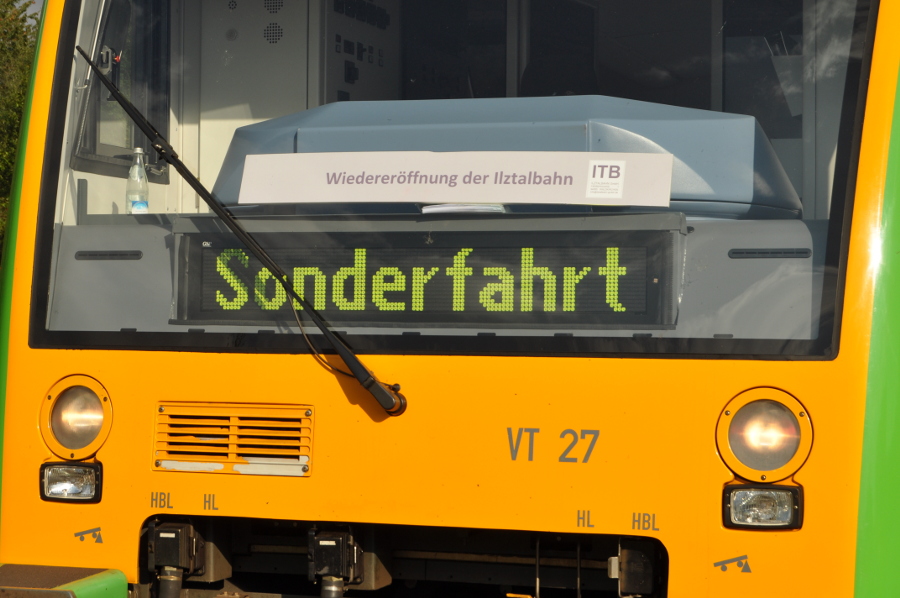 Wiedereröffnung der Ilztalbahn
ITB
Sonderfahrt
VT 27
HBL HL
HL HBL